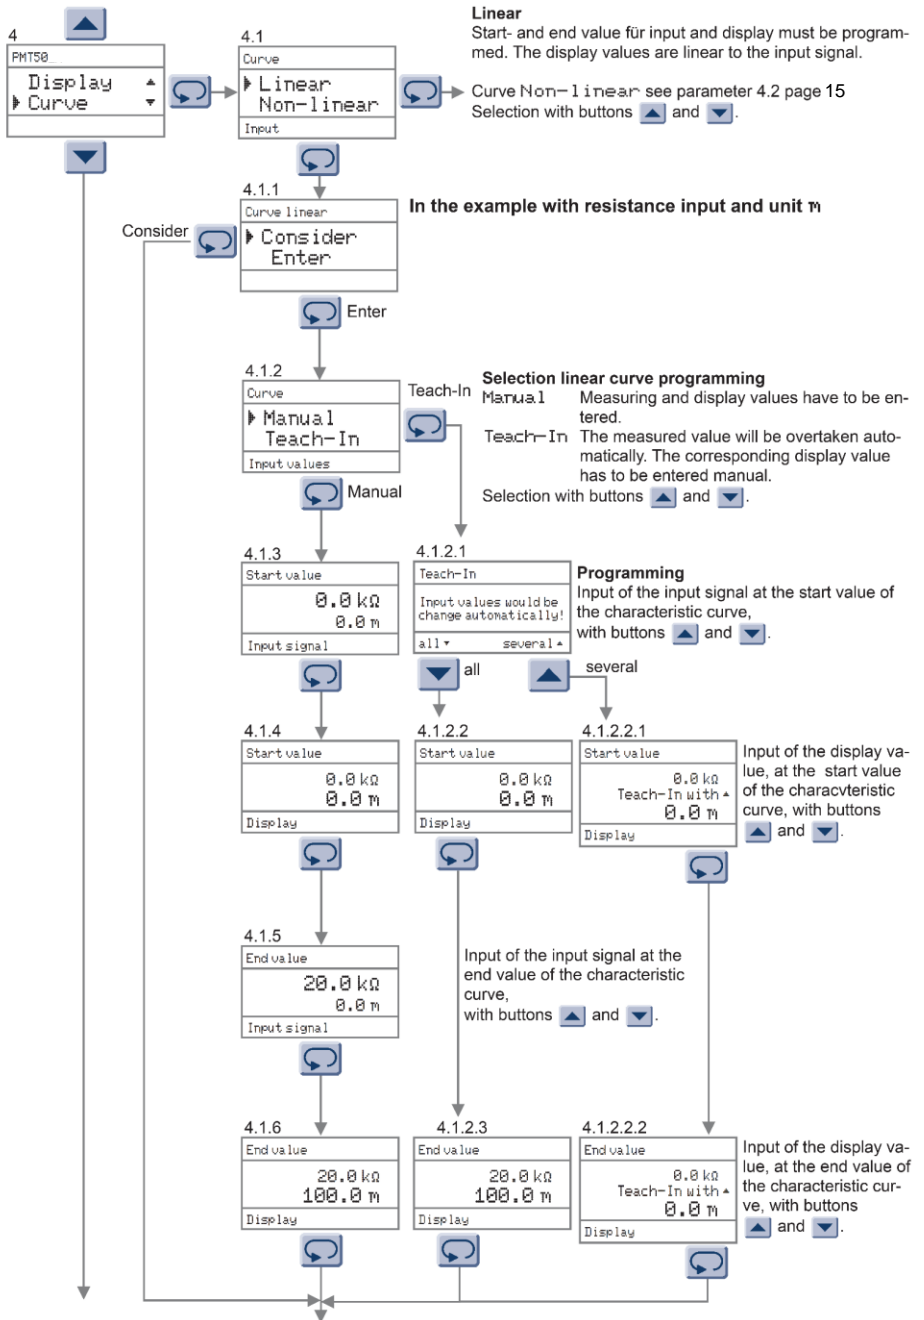 4
PMT50_
Display
Curve
4.1
Curve
Linear
Non-linear
Input
Linear
Start- and end value für input and display must be program-
med. The display values are linear to the input signal.
Curve Non-linear see parameter 4.2 page 15
Selection with buttons ▲ and ▼.
4.1.1
Curve linear
Consider
Enter
In the example with resistance input and unit m
Consider
Enter
4.1.2
Curve
Manual
Teach-In
Input values
Teach-In
Manual
Selection linear curve programming
Manual Measuring and display values have to be en-
tered.
Teach-In The measured value will be overtaken auto-
matically. The corresponding display value
has to be entered manual.
Selection with buttons ▲ and ▼.
4.1.3
Start value
0.0 kΩ
0.0 m
Input signal
4.1.2.1
Teach-In
Input values would be
change automatically!
all ▾ several ▴
Programming
Input of the input signal at the start value of
the characteristic curve,
with buttons ▲ and ▼.
all
several
4.1.4
Start value
0.0 kΩ
0.0 m
Display
4.1.2.2
Start value
0.0 kΩ
0.0 m
Display
4.1.2.2.1
Start value
0.0 kΩ
Teach-In with ▴
0.0 m
Display
Input of the display va-
lue, at the start value
of the characvteristic
curve, with buttons
▲ and ▼.
4.1.5
End value
20.0 kΩ
0.0 m
Input signal
Input of the input signal at the
end value of the characteristic
curve,
with buttons ▲ and ▼.
4.1.6
End value
20.0 kΩ
100.0 m
Display
4.1.2.3
End value
20.0 kΩ
100.0 m
Display
4.1.2.2.2
End value
0.0 kΩ
Teach-In with ▴
0.0 m
Display
Input of the display va-
lue, at the end value of
the characteristic cur-
ve, with buttons
▲ and ▼.